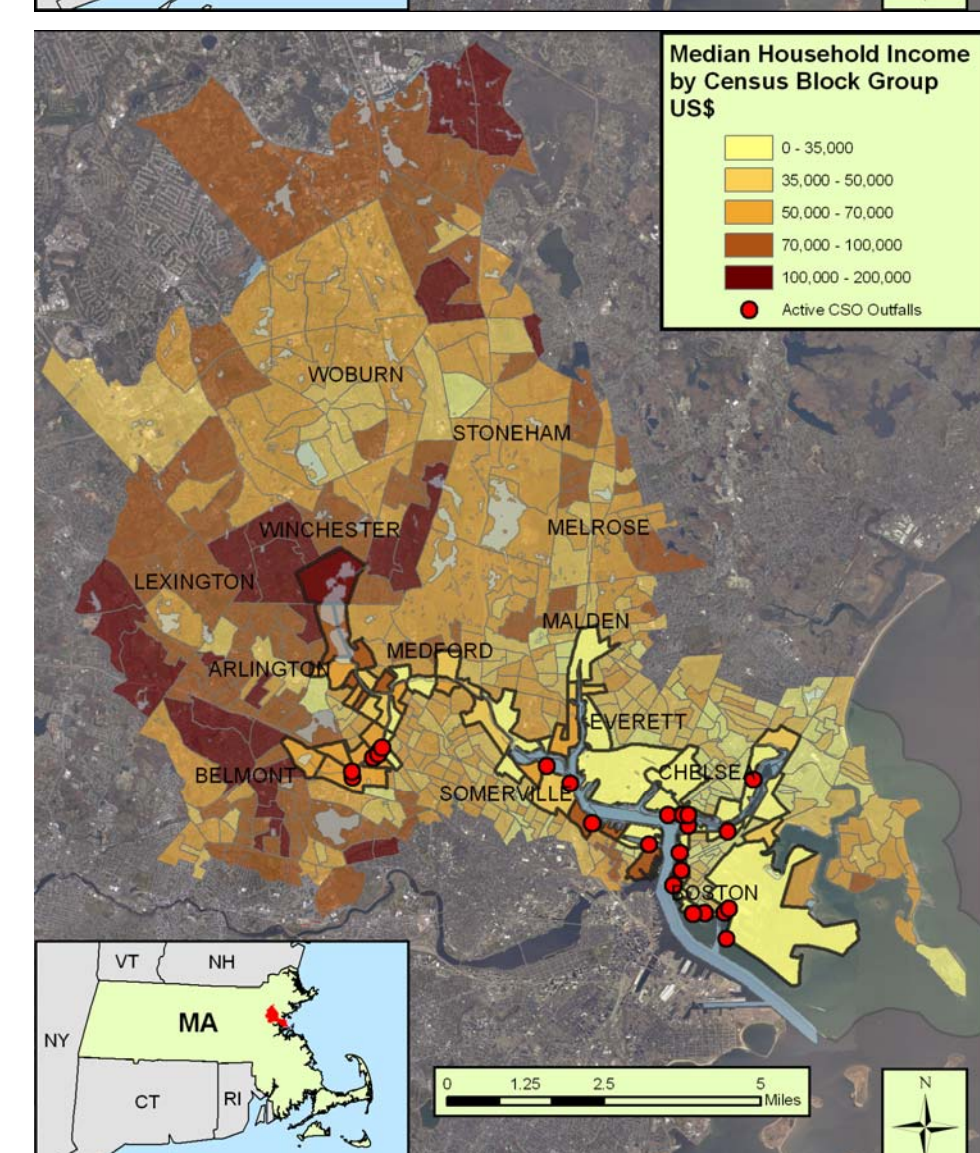 Median Household Income
by Census Block Group
US$
0 - 35,000
35,000 - 50,000
50,000 - 70,000
70,000 - 100,000
100,000 - 200,000
Active CSO Outfalls
WOBURN
STONEHAM
WINCHESTER
MELROSE
LEXINGTON
MALDEN
MEDFORD
ARLINGTON
EVERETT
BELMONT
CHELSEA
SOMERVILLE
BOSTON
VT
NH
MA
NY
CT
RI
0 1.25 2.5 5
Miles
N